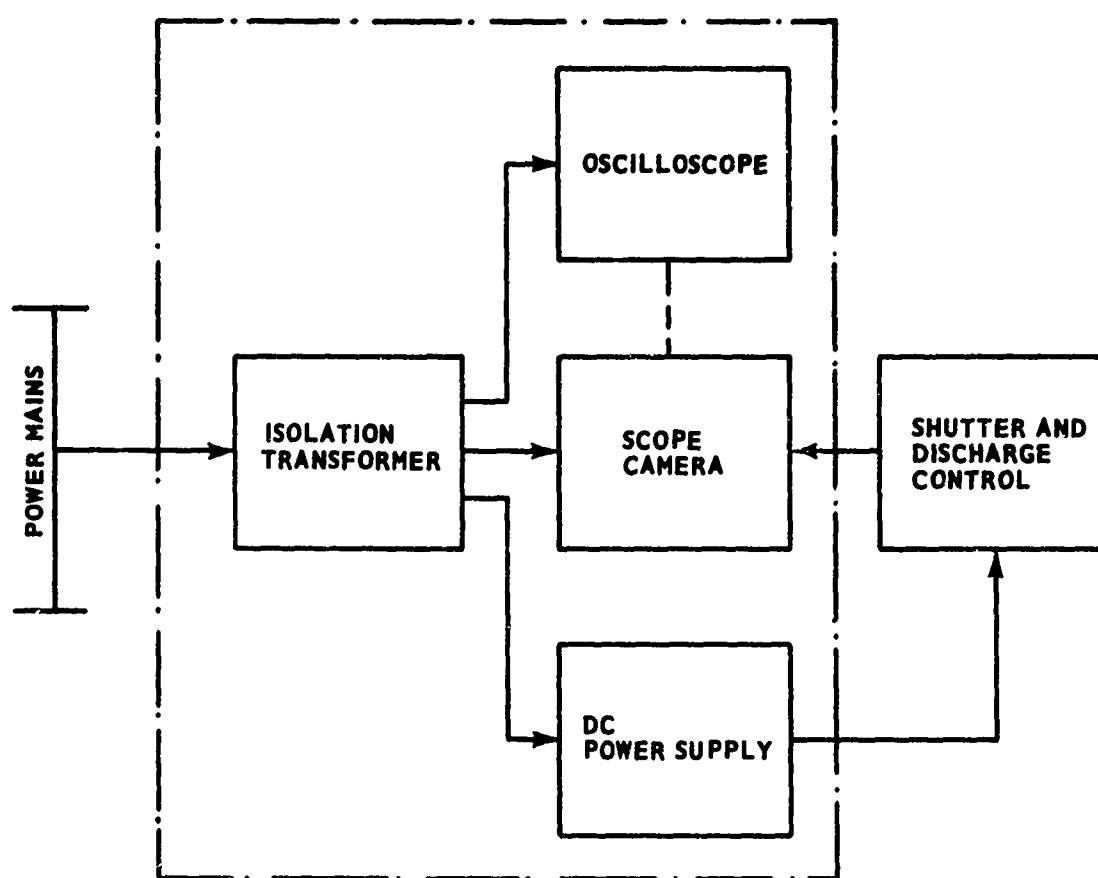 OSCILLOSCOPE
POWER MAINS
ISOLATION
TRANSFORMER
SCOPE
CAMERA
SHUTTER AND
DISCHARGE
CONTROL
DC
POWER SUPPLY